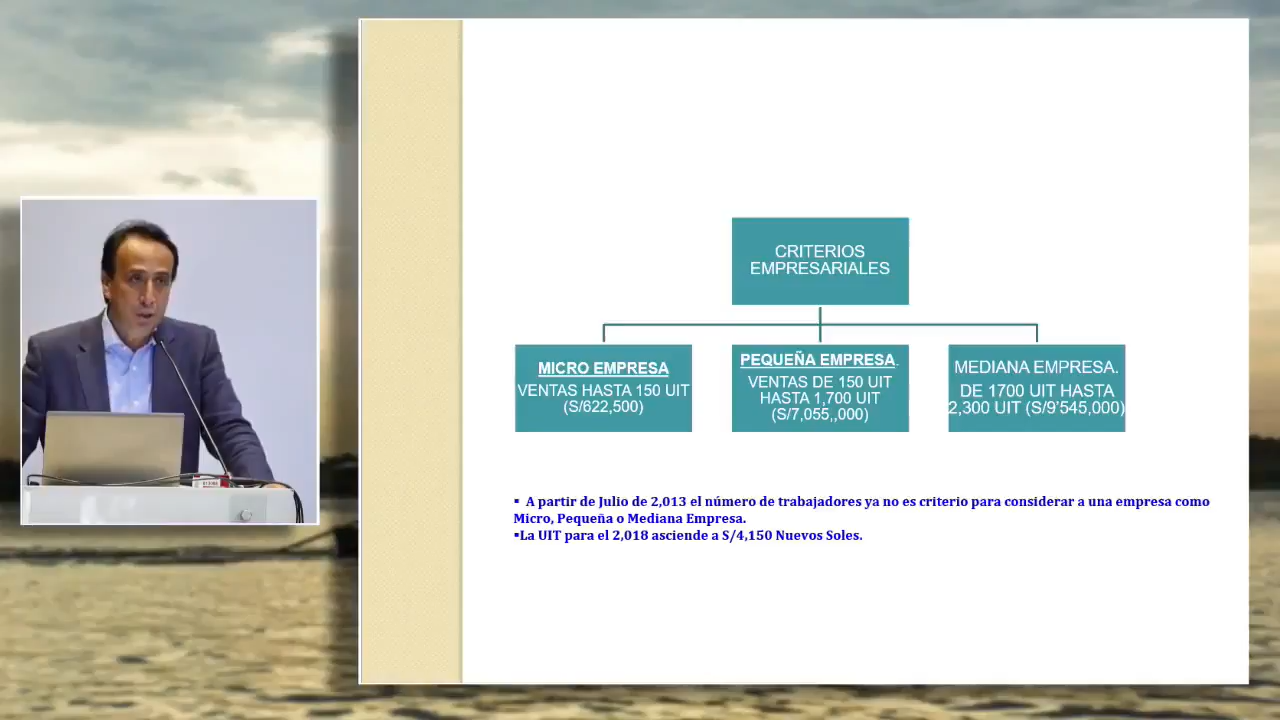 CRITERIOS
EMPRESARIALES
MICRO EMPRESA
VENTAS HASTA 150 UIT
(S/622,500)
PEQUEÑA EMPRESA.
VENTAS DE 150 UIT
HASTA 1,700 UIT
(S/7,055,,000)
MEDIANA EMPRESA.
DE 1700 UIT HASTA
2,300 UIT (S/9'545,000)
▪ A partir de Julio de 2,013 el número de trabajadores ya no es criterio para considerar a una empresa como
Micro, Pequeña o Mediana Empresa.
▪La UIT para el 2,018 asciende a S/4,150 Nuevos Soles.